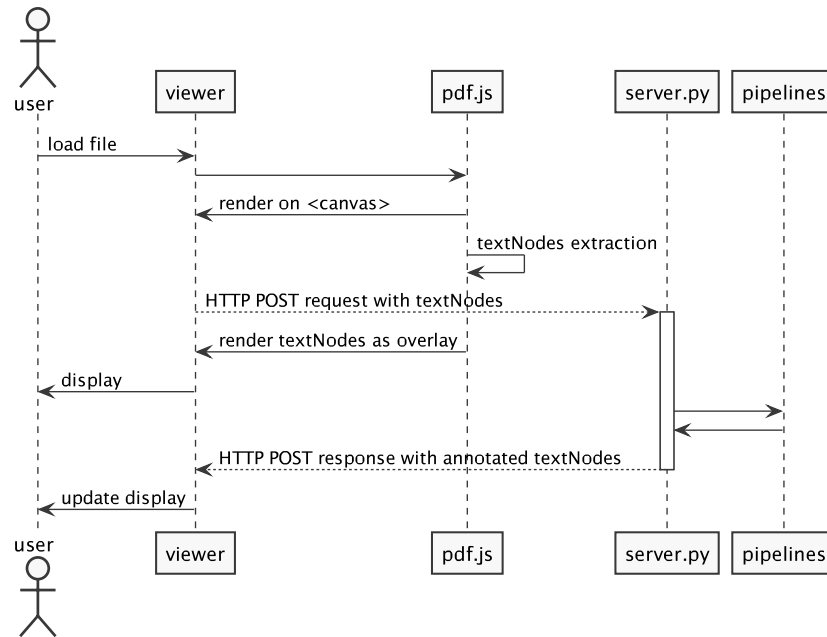 user
viewer
pdf.js
server.py
pipelines
load file
render on <canvas>
textNodes extraction
HTTP POST request with textNodes
render textNodes as overlay
display
HTTP POST response with annotated textNodes
update display
user
viewer
pdf.js
server.py
pipelines